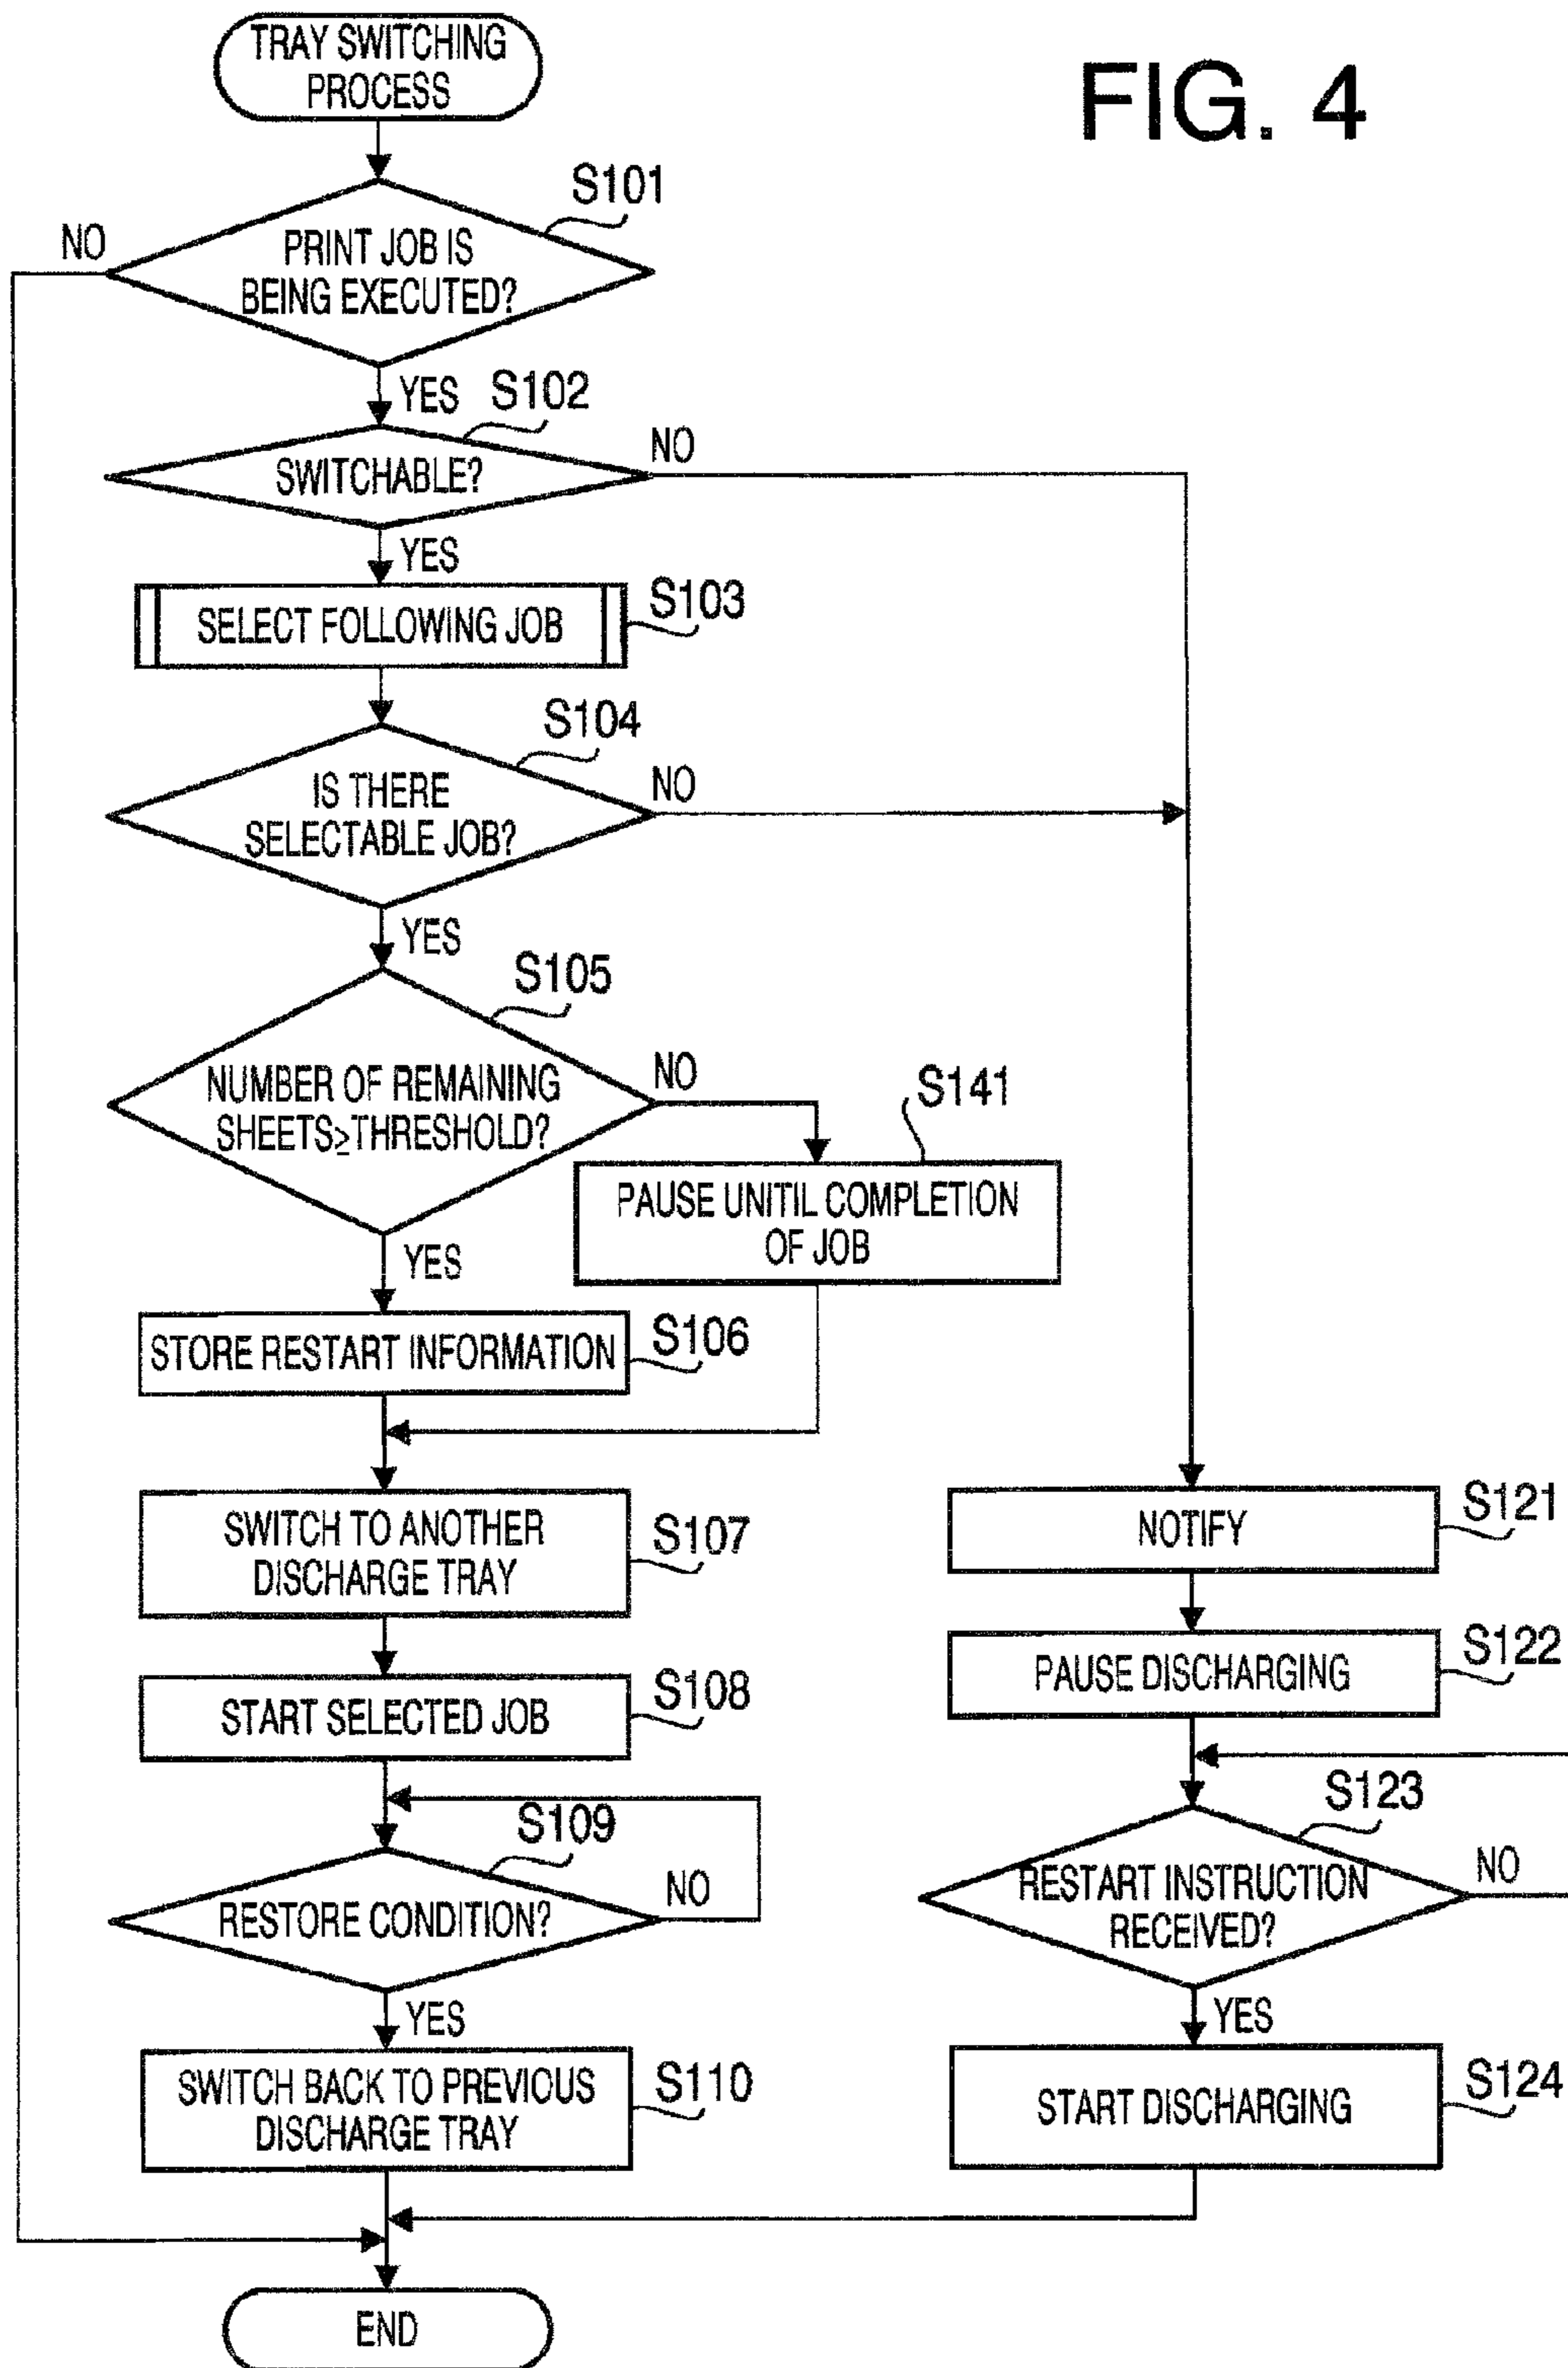 TRAY SWITCHING
PROCESS
FIG. 4
S101
NO
PRINT JOB IS
BEING EXECUTED?
YES
S102
NO
SWITCHABLE?
YES
SELECT FOLLOWING JOB
S103
S104
NO
IS THERE
SELECTABLE JOB?
YES
S105
NO
NUMBER OF REMAINING
SHEETS≥THRESHOLD?
S141
PAUSE UNITIL COMPLETION
OF JOB
YES
STORE RESTART INFORMATION
S106
SWITCH TO ANOTHER
DISCHARGE TRAY
S107
START SELECTED JOB
S108
S109
NO
RESTORE CONDITION?
YES
SWITCH BACK TO PREVIOUS
DISCHARGE TRAY
S110
NOTIFY
S121
PAUSE DISCHARGING
S122
S123
NO
RESTART INSTRUCTION
RECEIVED?
YES
START DISCHARGING
S124
END